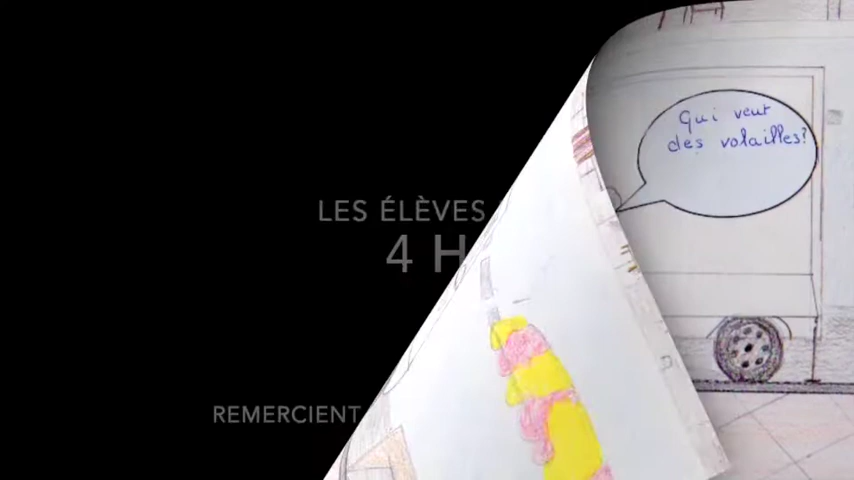 Qui veut
des volailles?
LES ÉLÈVES
4 H
REMERCIENT